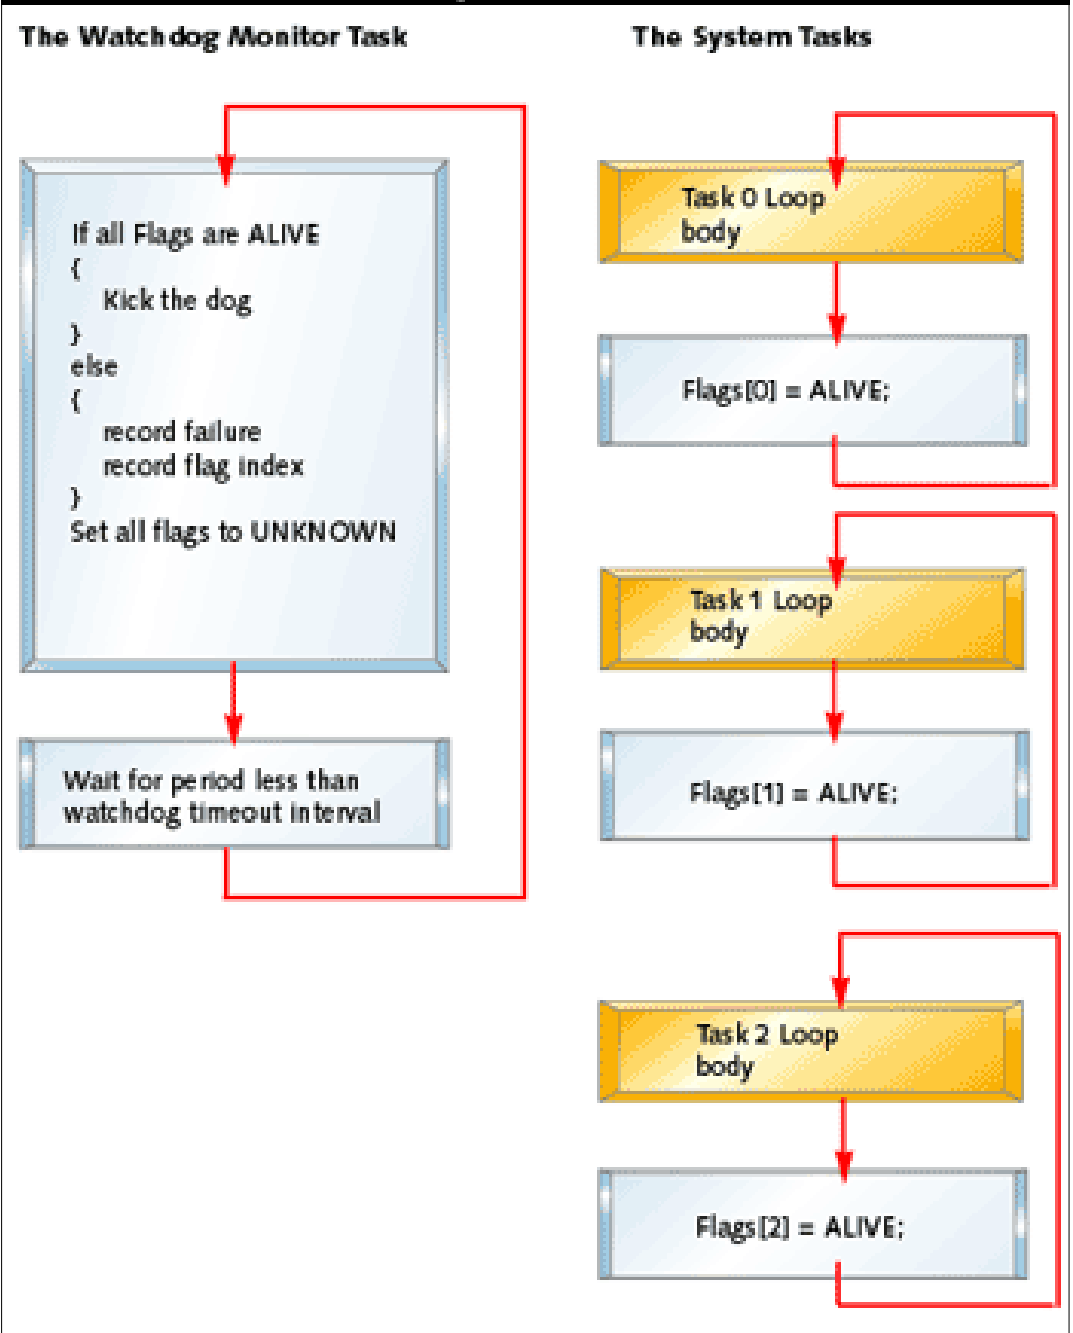 The Watchdog Monitor Task
If all Flags are ALIVE
{
Kick the dog
}
else
{
record failure
record flag index
}
Set all flags to UNKNOWN
Wait for period less than
watchdog timeout interval
The System Tasks
Task 0 Loop
body
Flags[0] = ALIVE;
Task 1 Loop
body
Flags[1] = ALIVE;
Task 2 Loop
body
Flags[2] = ALIVE;